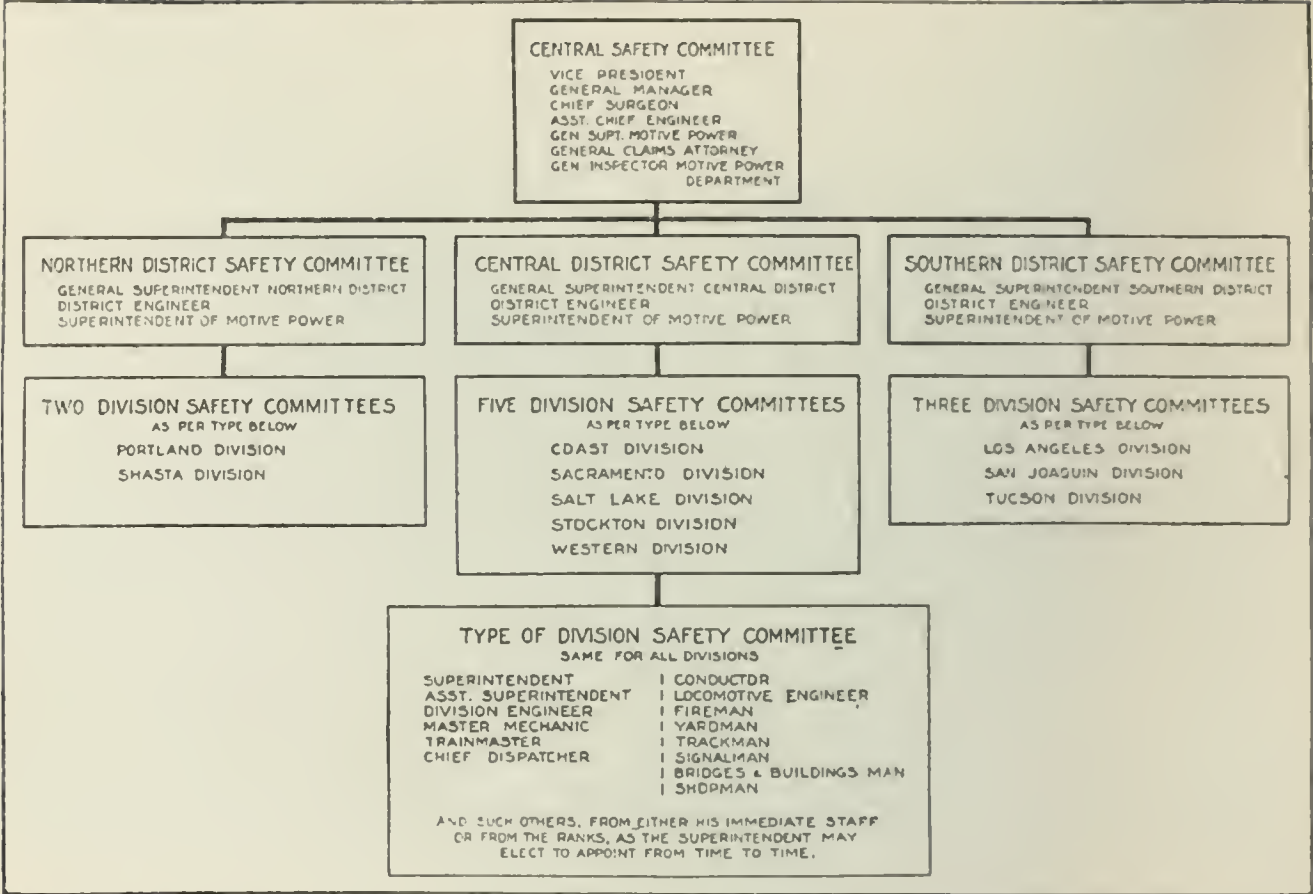 CENTRAL SAFETY COMMITTEE
VICE PRESIDENT
GENERAL MANAGER
CHIEF SURGEON
ASST. CHIEF ENGINEER
GEN SUPT. MOTIVE POWER
GENERAL CLAIMS ATTORNEY
GEN INSPECTOR MOTIVE POWER
DEPARTMENT
NORTHERN DISTRICT SAFETY COMMITTEE
GENERAL SUPERINTENDENT NORTHERN DISTRICT
DISTRICT ENGINEER
SUPERINTENDENT OF MOTIVE POWER
CENTRAL DISTRICT SAFETY COMMITTEE
GENERAL SUPERINTENDENT CENTRAL DISTRICT
DISTRICT ENGINEER
SUPERINTENDENT OF MOTIVE POWER
SOUTHERN DISTRICT SAFETY COMMITTEE
GENERAL SUPERINTENDENT SOUTHERN DISTRICT
DISTRICT ENGINEER
SUPERINTENDENT OF MOTIVE POWER
TWO DIVISION SAFETY COMMITTEES
AS PER TYPE BELOW
PORTLAND DIVISION
SHASTA DIVISION
FIVE DIVISION SAFETY COMMITTEES
AS PER TYPE BELOW
COAST DIVISION
SACRAMENTO DIVISION
SALT LAKE DIVISION
STOCKTON DIVISION
WESTERN DIVISION
THREE DIVISION SAFETY COMMITTEES
AS PER TYPE BELOW
LOS ANGELES DIVISION
SAN JOAQUIN DIVISION
TUCSON DIVISION
TYPE OF DIVISION SAFETY COMMITTEE
SAME FOR ALL DIVISIONS
SUPERINTENDENT
ASST. SUPERINTENDENT
DIVISION ENGINEER
MASTER MECHANIC
TRAINMASTER
CHIEF DISPATCHER
1 CONDUCTOR
1 LOCOMOTIVE ENGINEER
1 FIREMAN
1 YARDMAN
1 TRACKMAN
1 SIGNALMAN
1 BRIDGES & BUILDINGS MAN
1 SHOPMAN
AND SUCH OTHERS, FROM EITHER HIS IMMEDIATE STAFF
OR FROM THE RANKS, AS THE SUPERINTENDENT MAY
ELECT TO APPOINT FROM TIME TO TIME.